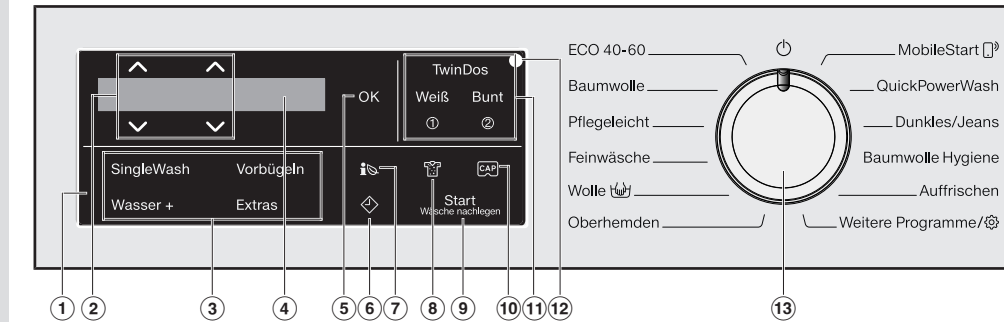 TwinDos
OK
Weiß Bunt
① ②
SingleWash Vorbügeln
Wasser + Extras
CAP
Start
Wäsche nachlegen
ECO 40-60
Baumwolle
Pflegeleicht
Feinwäsche
Wolle
Oberhemden
MobileStart
QuickPowerWash
Dunkles/Jeans
Baumwolle Hygiene
Auffrischen
Weitere Programme/
① ② ③ ④ ⑤ ⑥ ⑦ ⑧ ⑨ ⑩ ⑪ ⑫ ⑬